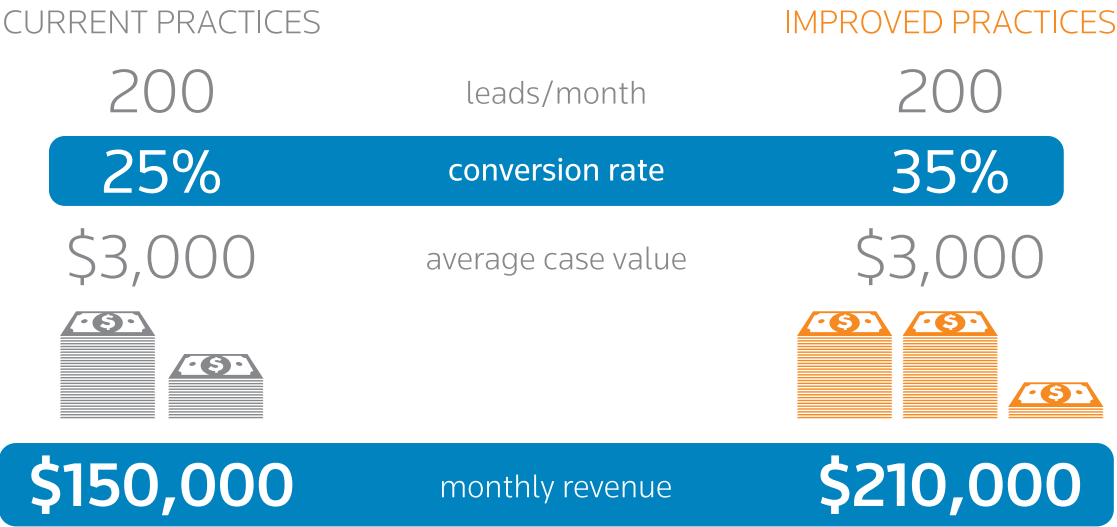 CURRENT PRACTICES IMPROVED PRACTICES
200 leads/month 200
25% conversion rate 35%
$3,000 average case value $3,000
$ $ $ $ $
$150,000 monthly revenue $210,000